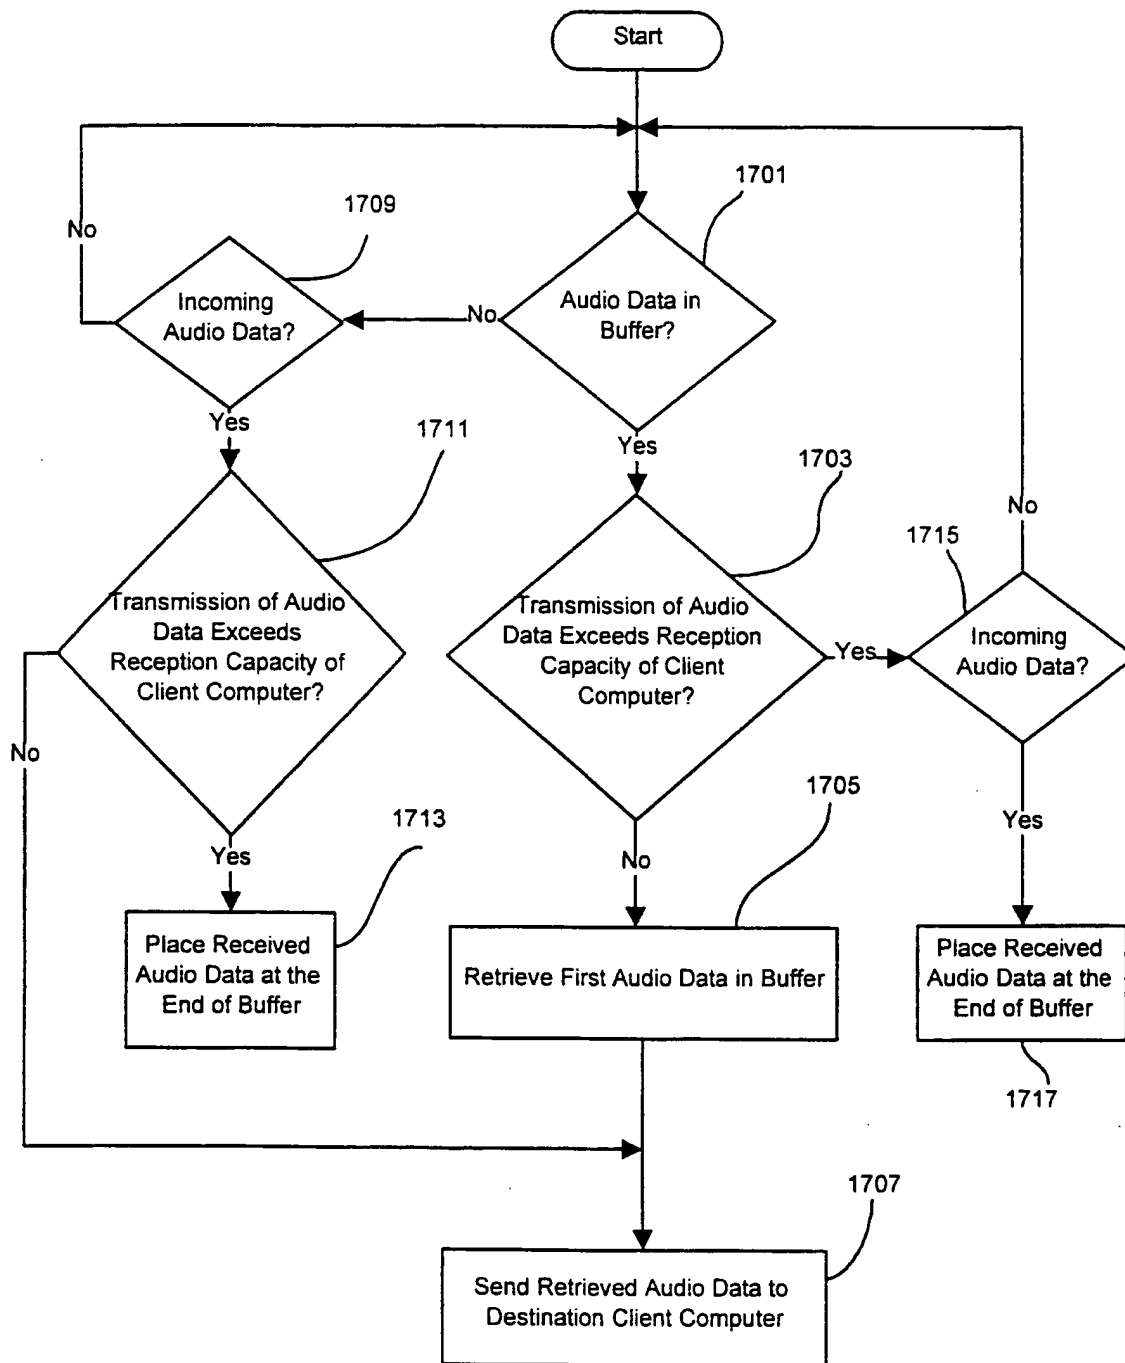 Start
1701
1709
No
Incoming
Audio Data?
No
Audio Data in
Buffer?
Yes
1711
Yes
1703
No
1715
Transmission of Audio
Data Exceeds
Reception Capacity of
Client Computer?
Transmission of Audio
Data Exceeds Reception
Capacity of Client
Computer?
Yes
Incoming
Audio Data?
No
1705
1713
Yes
No
Yes
Place Received
Audio Data at the
End of Buffer
Retrieve First Audio Data in Buffer
Place Received
Audio Data at the
End of Buffer
1717
1707
Send Retrieved Audio Data to
Destination Client Computer